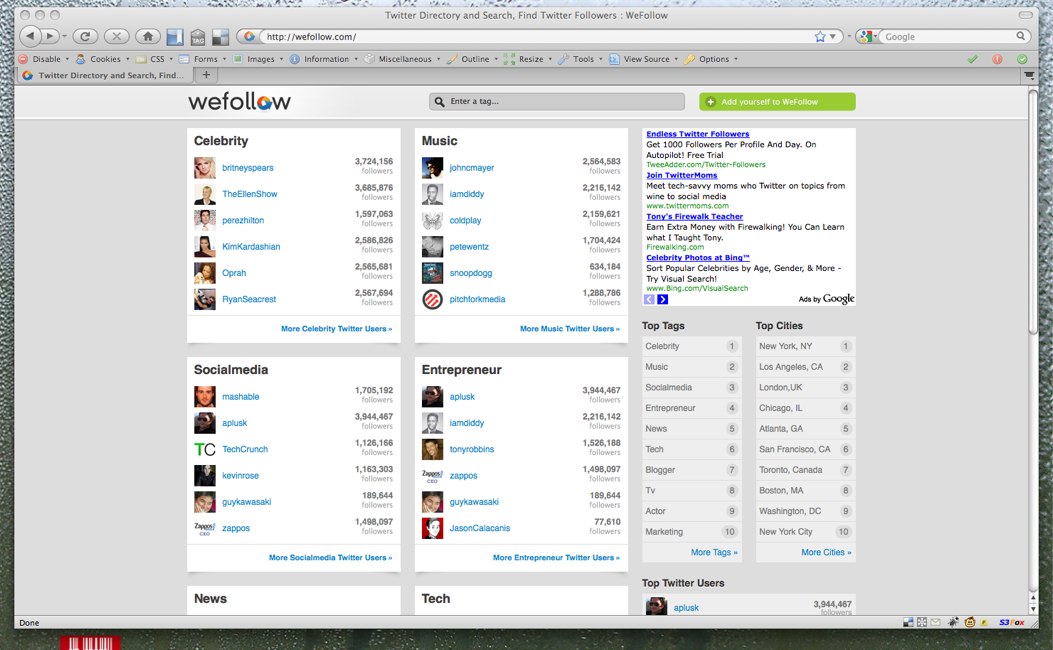 Twitter Directory and Search, Find Twitter Followers : WeFollow
http://wefollow.com/
Google
Disable Cookies CSS Forms Images Information Miscellaneous Outline Resize Tools View Source Options
Twitter Directory and Search, Find...
wefollow
Enter a tag...
Add yourself to WeFollow
Celebrity
britneyspears 3,724,156 followers
TheEllenShow 3,685,876 followers
perezhilton 1,597,063 followers
KimKardashian 2,586,826 followers
Oprah 2,565,681 followers
RyanSeacrest 2,567,694 followers
More Celebrity Twitter Users »
Music
johncmayer 2,564,583 followers
iamdiddy 2,216,142 followers
coldplay 2,159,621 followers
petewentz 1,704,424 followers
snoopdogg 634,184 followers
pitchforkmedia 1,288,786 followers
More Music Twitter Users »
Endless Twitter Followers
Get 1000 Followers Per Profile And Day. On
Autopilot! Free Trial
TweeAdder.com/Twitter-Followers
Join TwitterMoms
Meet tech-savvy moms who Twitter on topics from
wine to social media
www.twittermoms.com
Tony's Firewalk Teacher
Earn Extra Money with Firewalking! You Can Learn
what I Taught Tony.
Firewalking.com
Celebrity Photos at Bing™
Sort Popular Celebrities by Age, Gender, & More -
Try Visual Search!
www.Bing.com/VisualSearch
Ads by Google
Socialmedia
mashable 1,705,192 followers
aplusk 3,944,467 followers
TC TechCrunch 1,126,166 followers
kevinrose 1,163,303 followers
guykawasaki 189,644 followers
Zappos CEO zappos 1,498,097 followers
More Socialmedia Twitter Users »
Entrepreneur
aplusk 3,944,467 followers
iamdiddy 2,216,142 followers
tonyrobbins 1,526,188 followers
Zappos CEO zappos 1,498,097 followers
guykawasaki 189,644 followers
JasonCalacanis 77,610 followers
More Entrepreneur Twitter Users »
Top Tags
Celebrity 1
Music 2
Socialmedia 3
Entrepreneur 4
News 5
Tech 6
Blogger 7
Tv 8
Actor 9
Marketing 10
More Tags »
Top Cities
New York, NY 1
Los Angeles, CA 2
London,UK 3
Chicago, IL 4
Atlanta, GA 5
San Francisco, CA 6
Toronto, Canada 7
Boston, MA 8
Washington, DC 9
New York City 10
More Cities »
Top Twitter Users
aplusk 3,944,467
News
Tech
Done
S3Fox